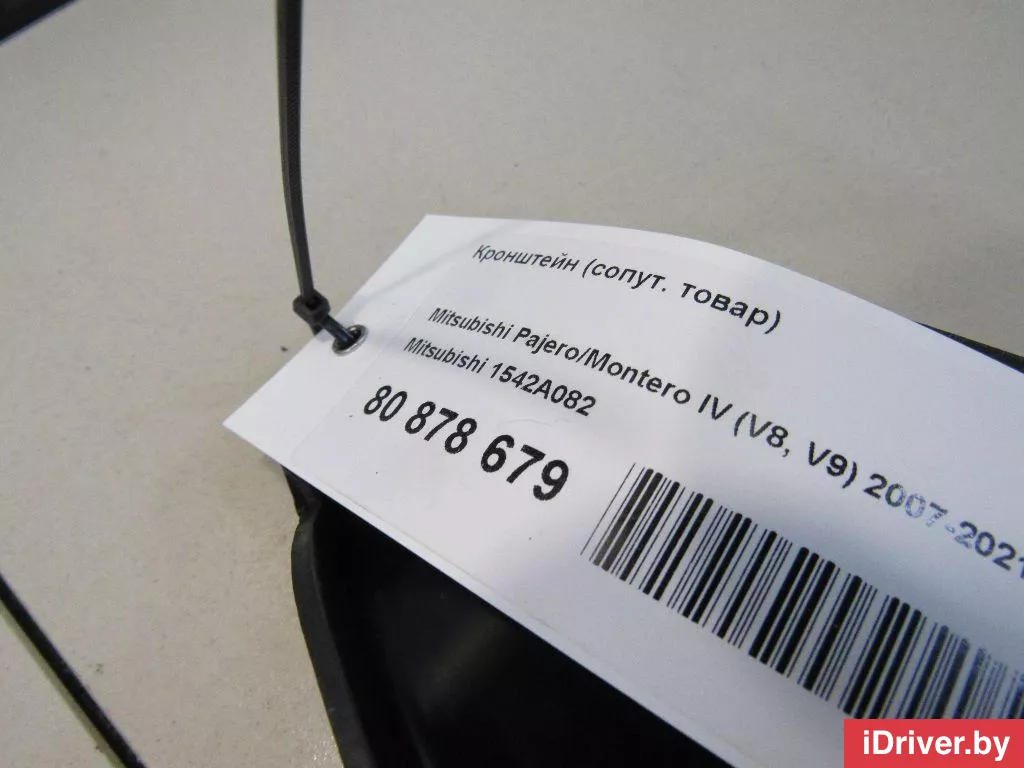 Кронштейн (сопут. товар)
Mitsubishi Pajero/Montero IV (V8, V9) 2007-2021
Mitsubishi 1542A082
80 878 679
iDriver.by